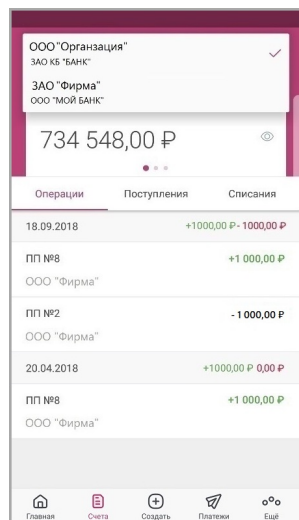 ООО "Органзация"
ЗАО КБ "БАНК"
ЗАО "Фирма"
ООО "МОЙ БАНК"
734 548,00 ₽
Операции Поступления Списания
18.09.2018 +1000,00 ₽ - 1000,00 ₽
ПП №8 +1 000,00 ₽
ООО "Фирма"
ПП №2 - 1 000,00 ₽
ООО "Фирма"
20.04.2018 +1000,00 ₽ 0,00 ₽
ПП №8 +1 000,00 ₽
ООО "Фирма"
Главная Счета Создать Платежи Ещё